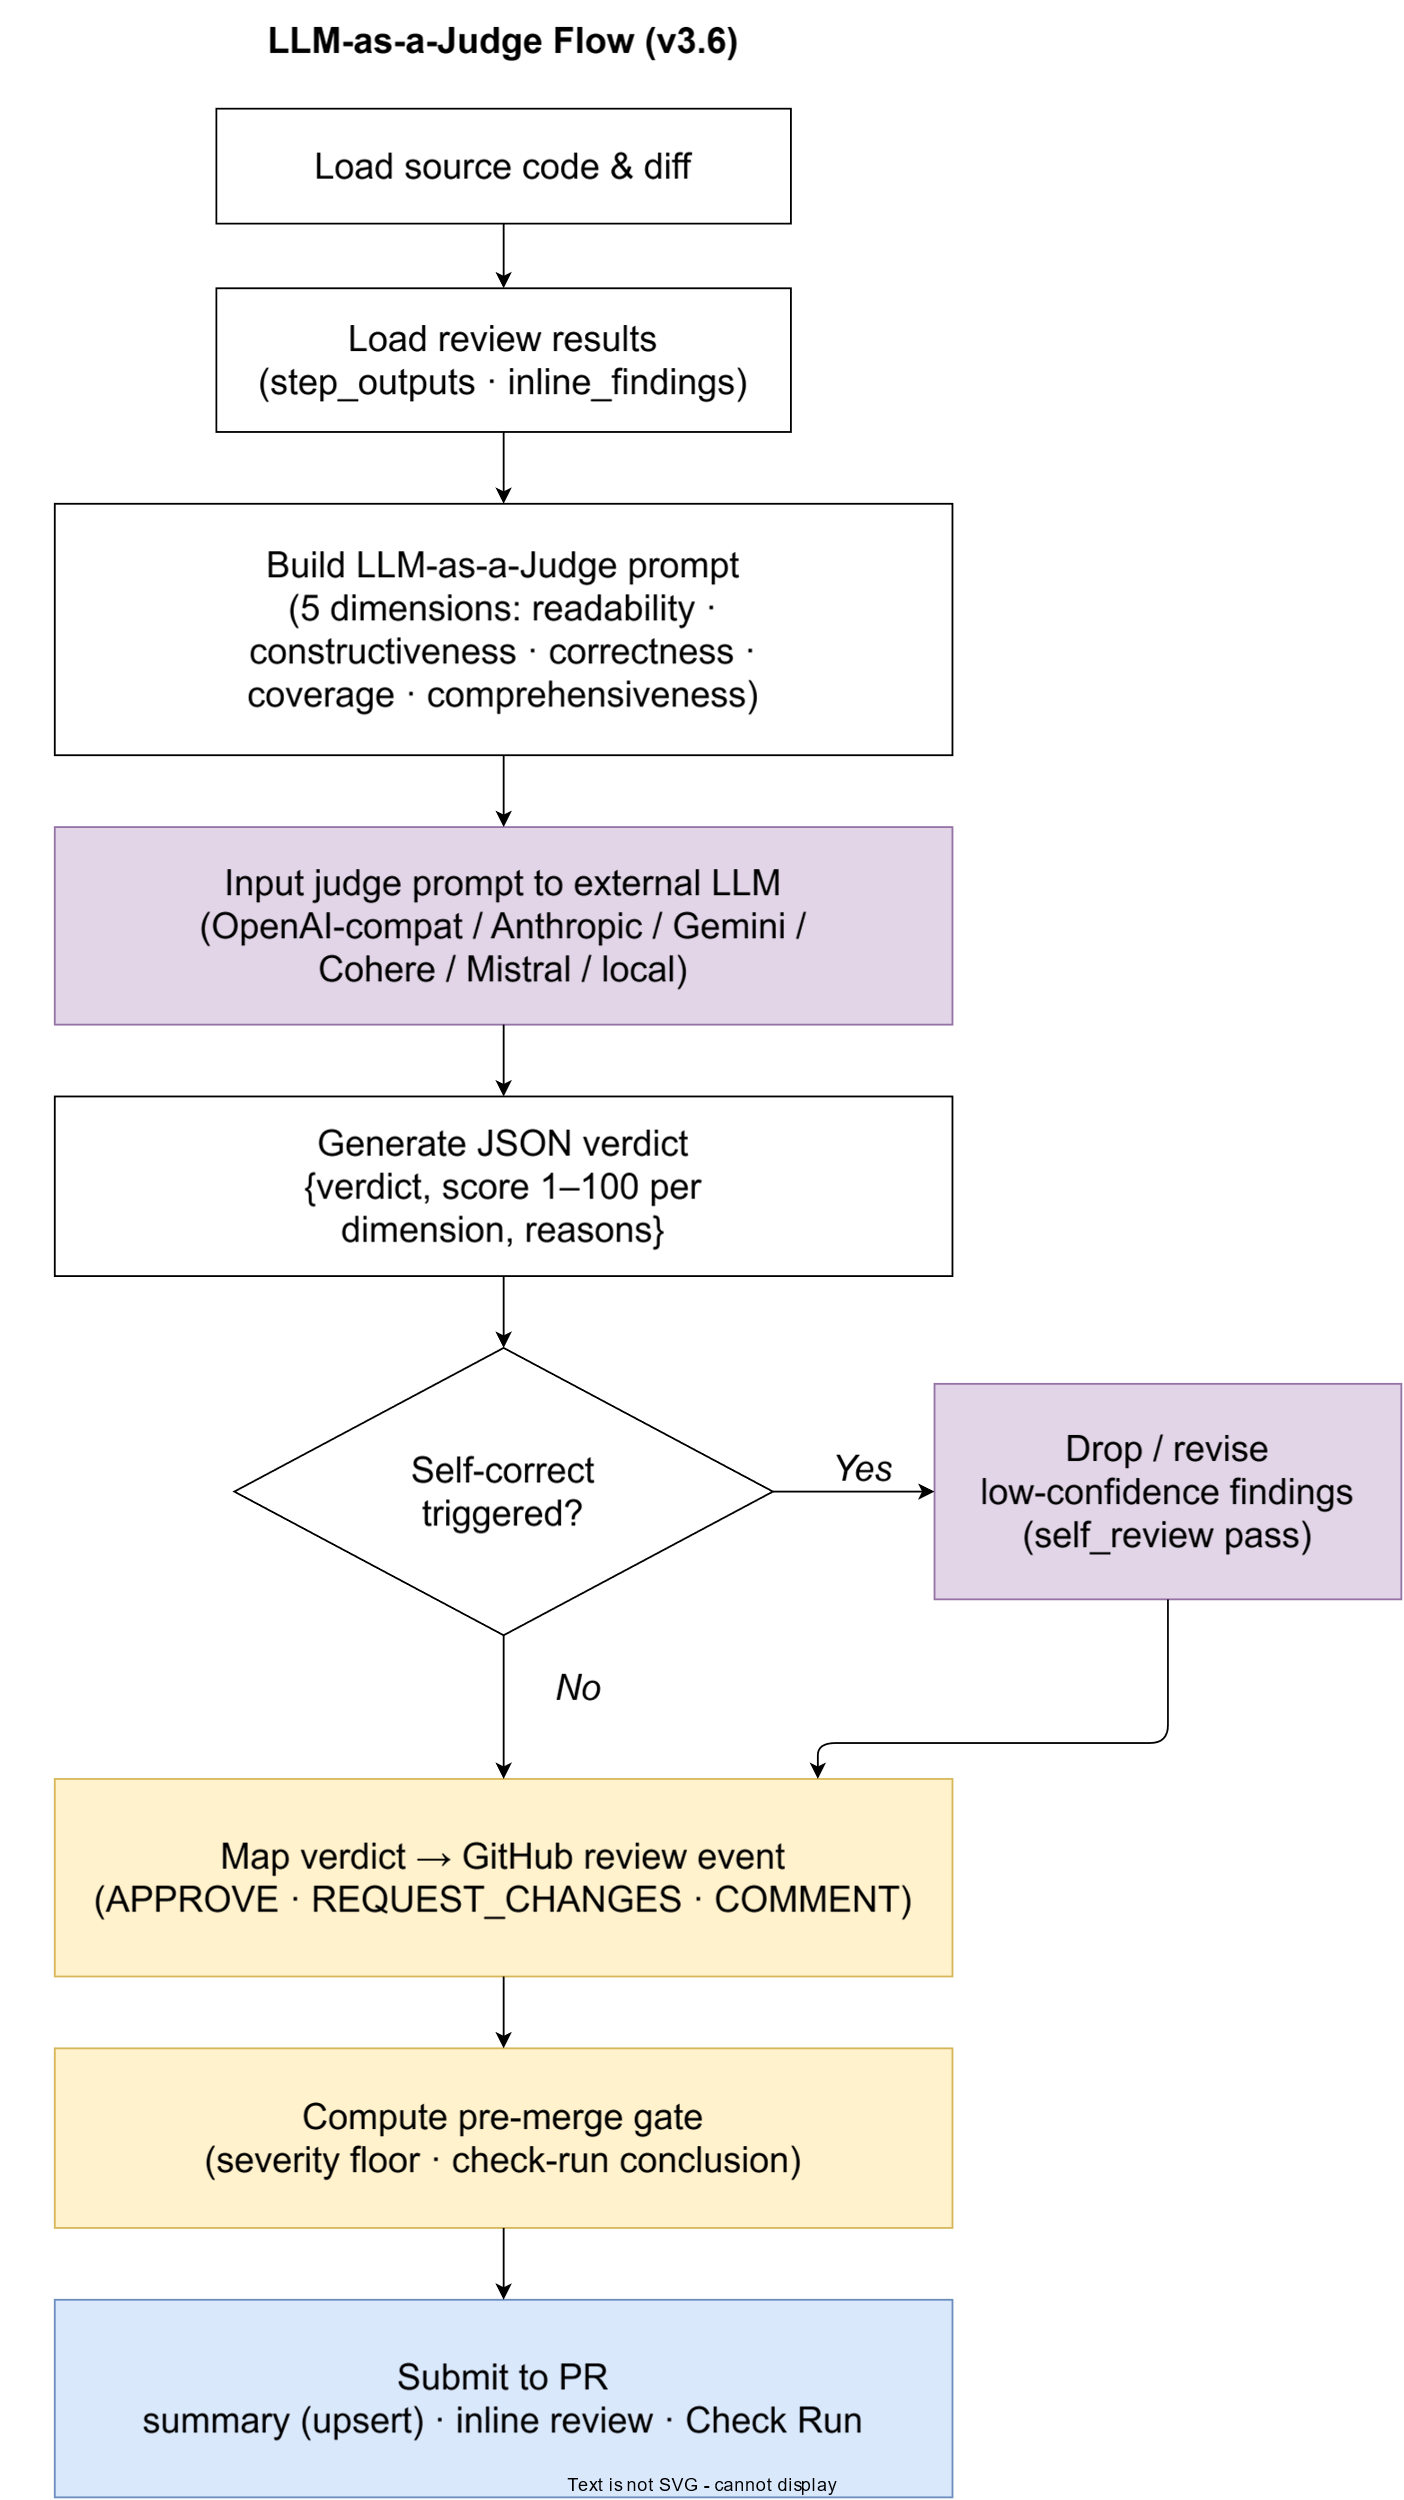 LLM-as-a-Judge Flow (v3.6)
Load source code & diff
Load review results
(step_outputs · inline_findings)
Build LLM-as-a-Judge prompt
(5 dimensions: readability ·
constructiveness · correctness ·
coverage · comprehensiveness)
Input judge prompt to external LLM
(OpenAI-compat / Anthropic / Gemini /
Cohere / Mistral / local)
Generate JSON verdict
{verdict, score 1–100 per
dimension, reasons}
Self-correct
triggered?
Yes
Drop / revise
low-confidence findings
(self_review pass)
No
Map verdict → GitHub review event
(APPROVE · REQUEST_CHANGES · COMMENT)
Compute pre-merge gate
(severity floor · check-run conclusion)
Submit to PR
summary (upsert) · inline review · Check Run
Text is not SVG - cannot display